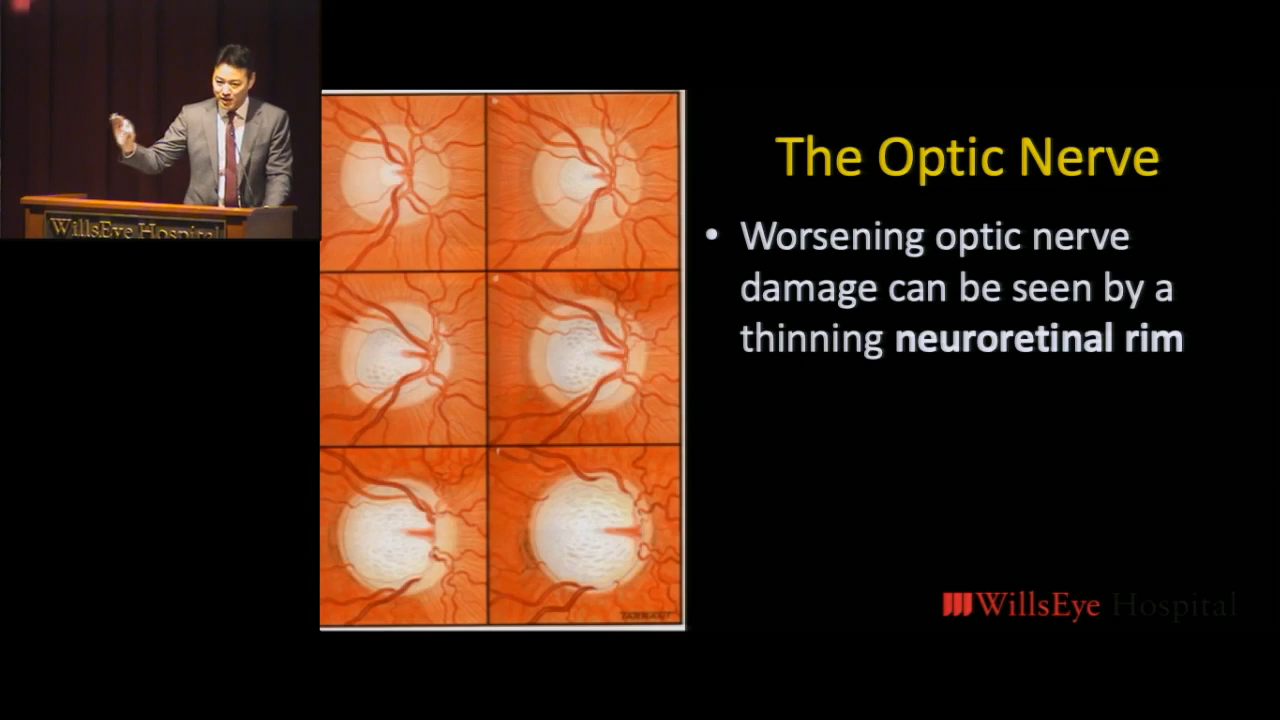 WillsEye Hospital
The Optic Nerve
• Worsening optic nerve
damage can be seen by a
thinning neuroretinal rim
WillsEye Hospital